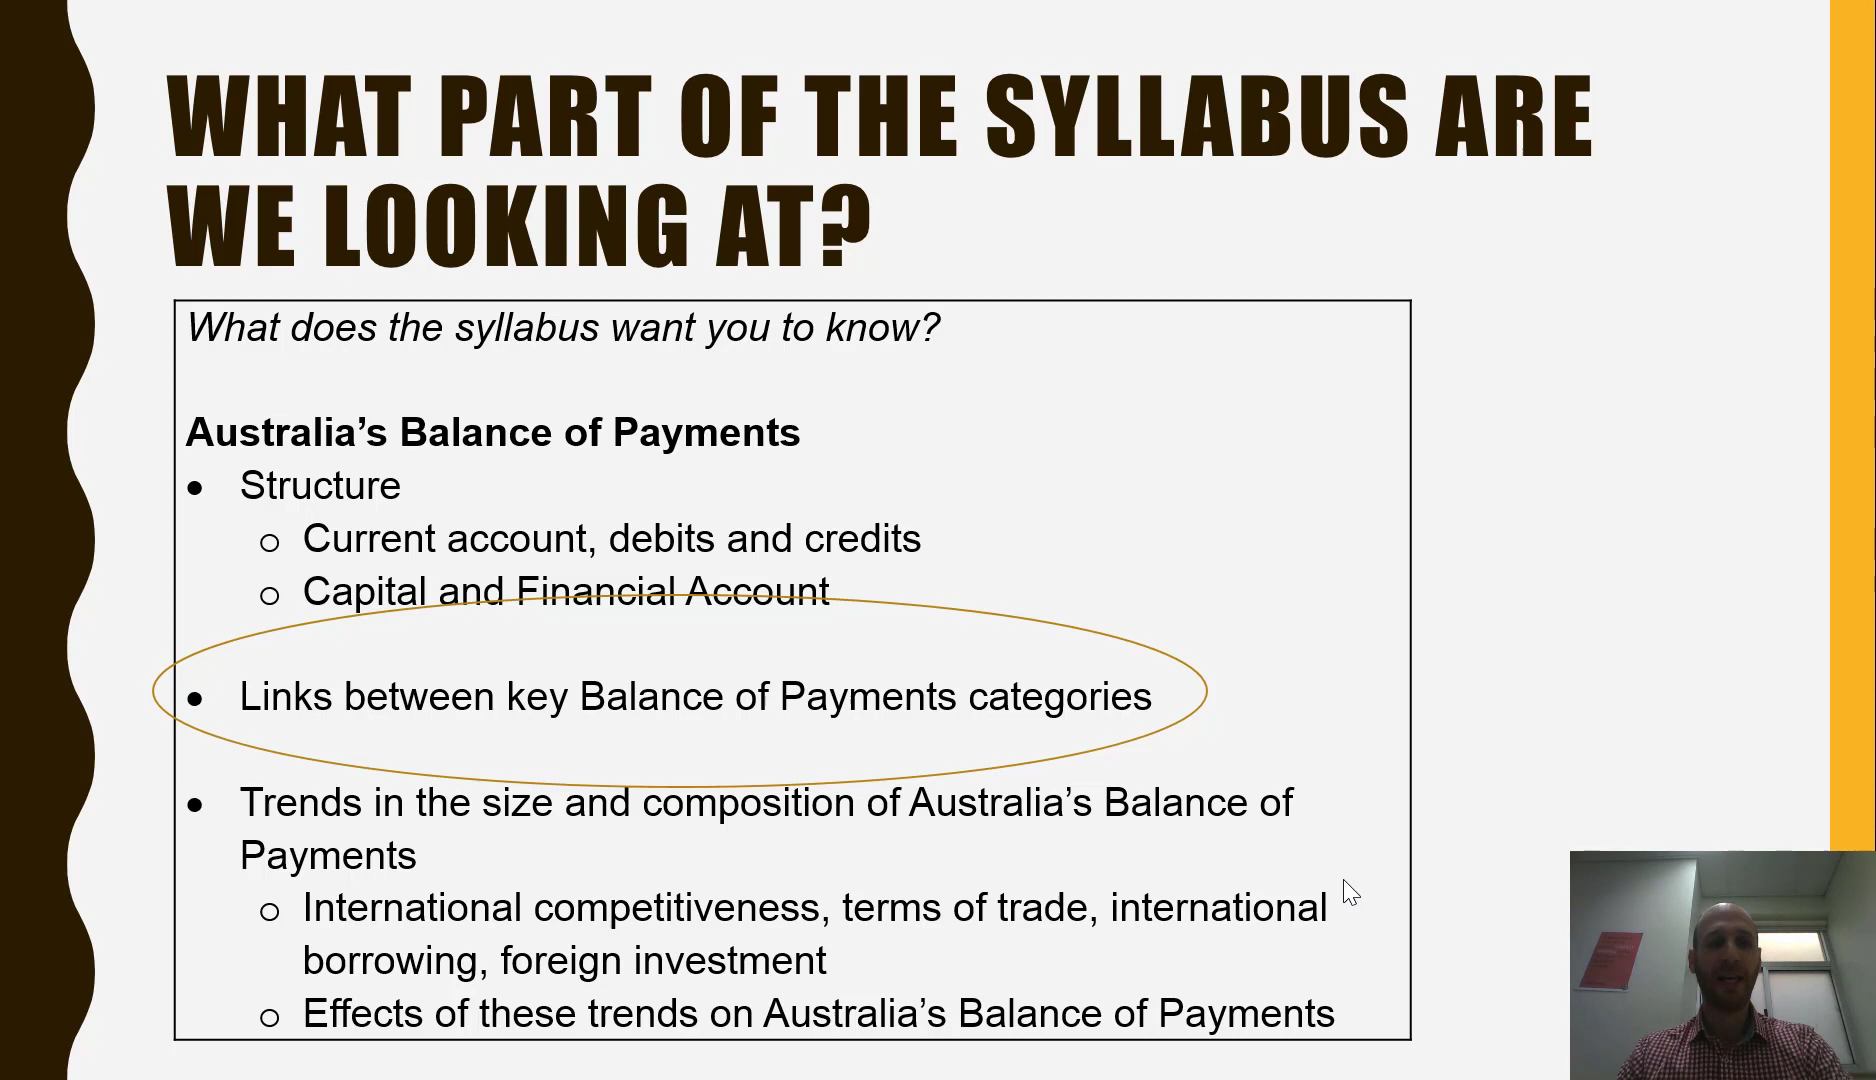 WHAT PART OF THE SYLLABUS ARE
WE LOOKING AT?
What does the syllabus want you to know?
Australia’s Balance of Payments
• Structure
o Current account, debits and credits
o Capital and Financial Account
• Links between key Balance of Payments categories
• Trends in the size and composition of Australia’s Balance of
Payments
o International competitiveness, terms of trade, international
borrowing, foreign investment
o Effects of these trends on Australia’s Balance of Payments